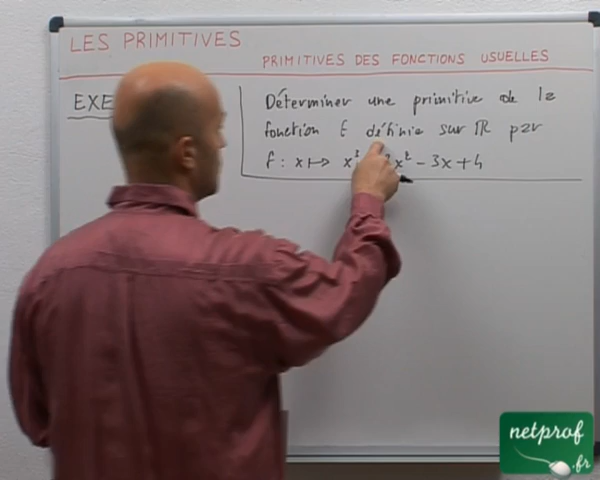 LES PRIMITIVES
PRIMITIVES DES FONCTIONS USUELLES
EXE
Déterminer une primitive de la
fonction f définie sur ℝ par
f : x ↦ x³ x² - 3x + 4
netprof
.fr